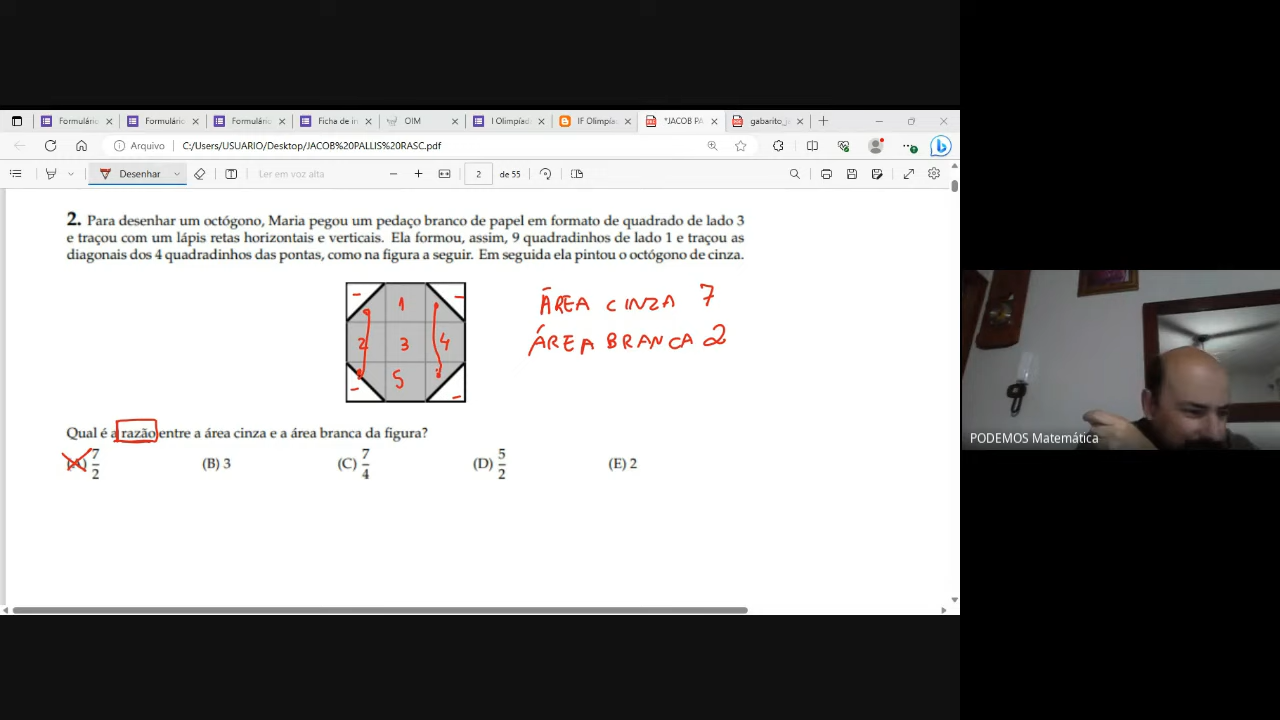 Formulário
Formulário
Formulário
Ficha de in
OIM
I Olimpíad
IF Olimpía
*JACOB PA
gabarito_ja
Arquivo
C:/Users/USUARIO/Desktop/JACOB%20PALLIS%20RASC.pdf
Desenhar
Ler em voz alta
2
de 55
2. Para desenhar um octógono, Maria pegou um pedaço branco de papel em formato de quadrado de lado 3
e traçou com um lápis retas horizontais e verticais. Ela formou, assim, 9 quadradinhos de lado 1 e traçou as
diagonais dos 4 quadradinhos das pontas, como na figura a seguir. Em seguida ela pintou o octógono de cinza.
1
2 3 4
5
ÁREA CINZA 7
ÁREA BRANCA 2
Qual é a razão entre a área cinza e a área branca da figura?
(A) 7/2 (B) 3 (C) 7/4 (D) 5/2 (E) 2
PODEMOS Matemática